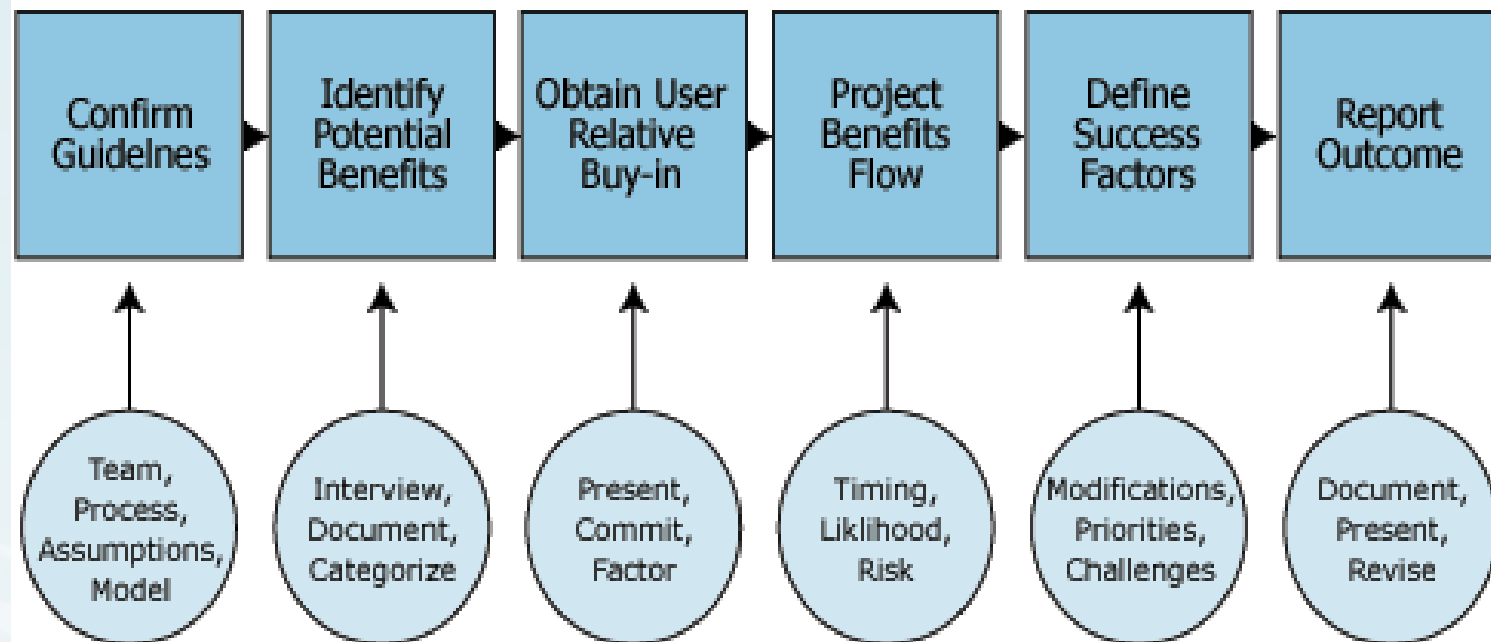 Confirm
Guidelnes
Identify
Potential
Benefits
Obtain User
Relative
Buy-in
Project
Benefits
Flow
Define
Success
Factors
Report
Outcome
Team,
Process,
Assumptions,
Model
Interview,
Document,
Categorize
Present,
Commit,
Factor
Timing,
Liklihood,
Risk
Modifications,
Priorities,
Challenges
Document,
Present,
Revise